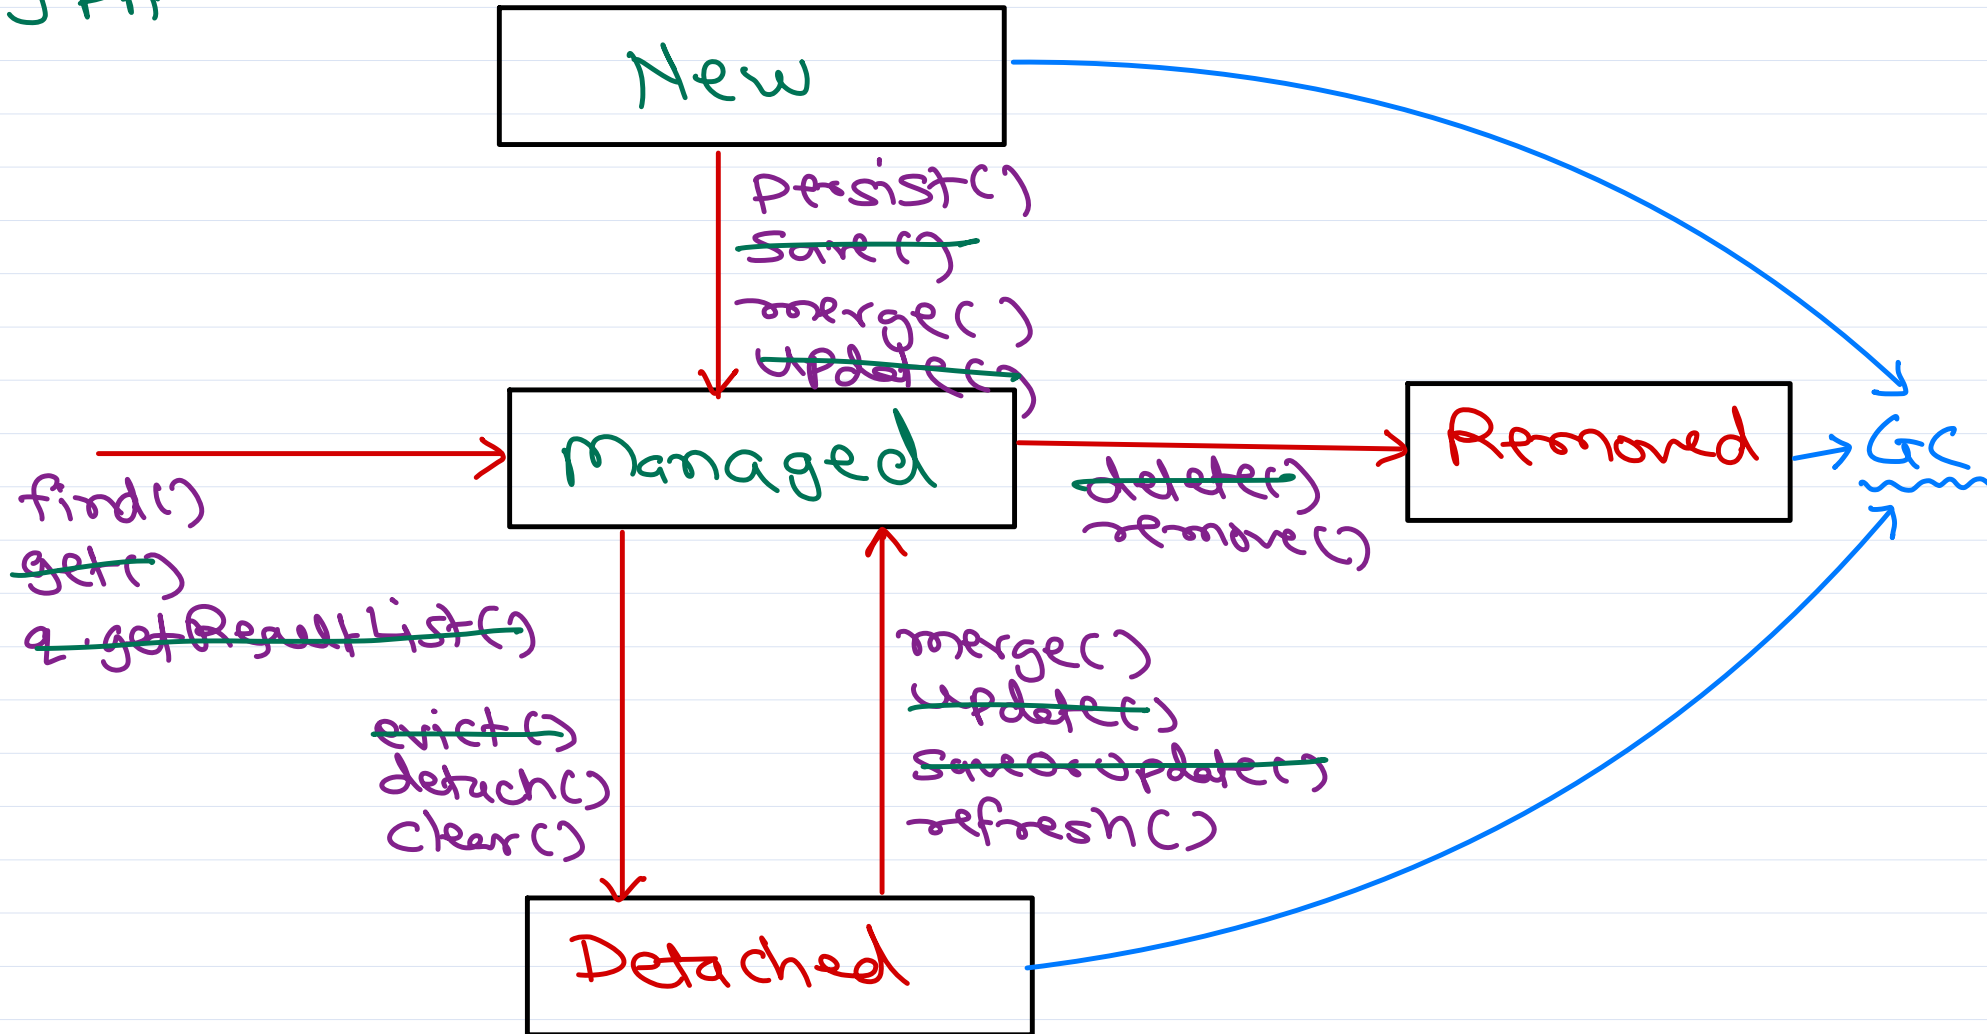 JPA
New
persist()
save()
merge()
update()
Managed
find()
get()
q.getResultList()
delete()
remove()
Removed
GC
evict()
detach()
clear()
merge()
update()
saveOrUpdate()
refresh()
Detached